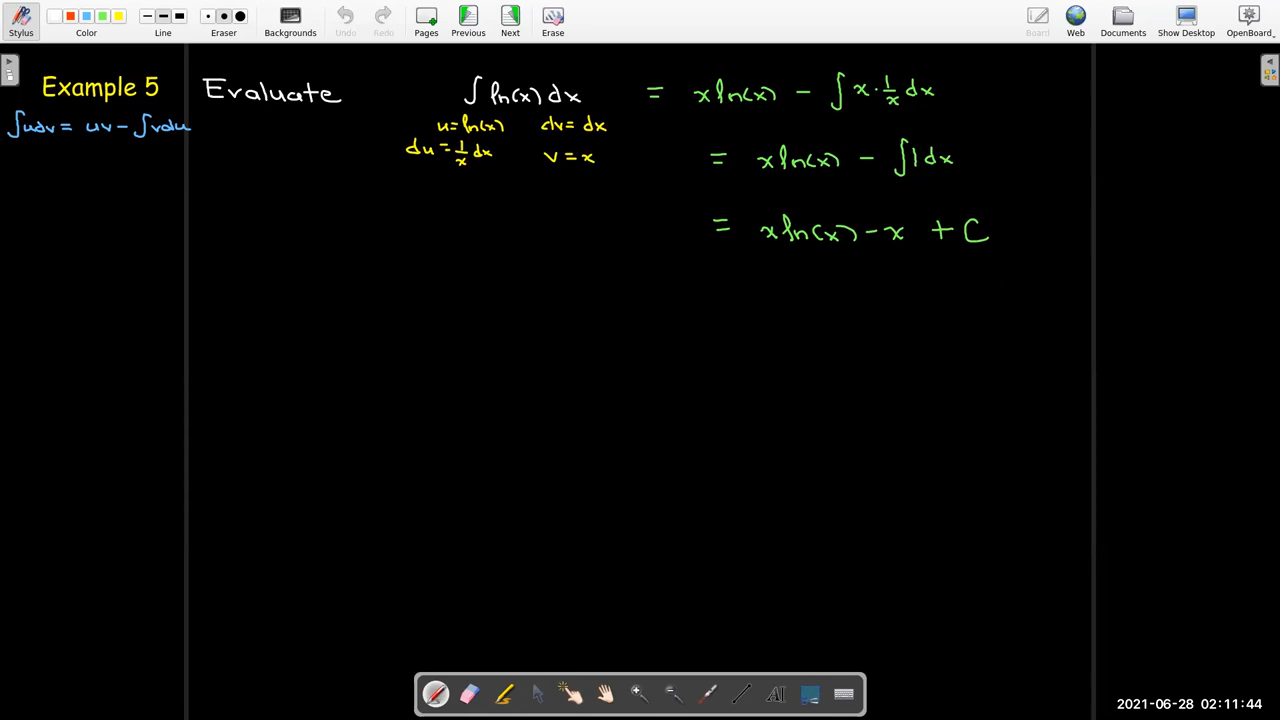 Stylus Color Line Eraser Backgrounds Undo Redo Pages Previous Next Erase Board Web Documents Show Desktop OpenBoard
Example 5 Evaluate ∫ ln(x) dx = x ln(x) - ∫ x · 1/x dx
∫udv = uv - ∫vdu u = ln(x) dv = dx
du = 1/x dx v = x = x ln(x) - ∫1 dx
= x ln(x) - x + C
AI
2021-06-28 02:11:44